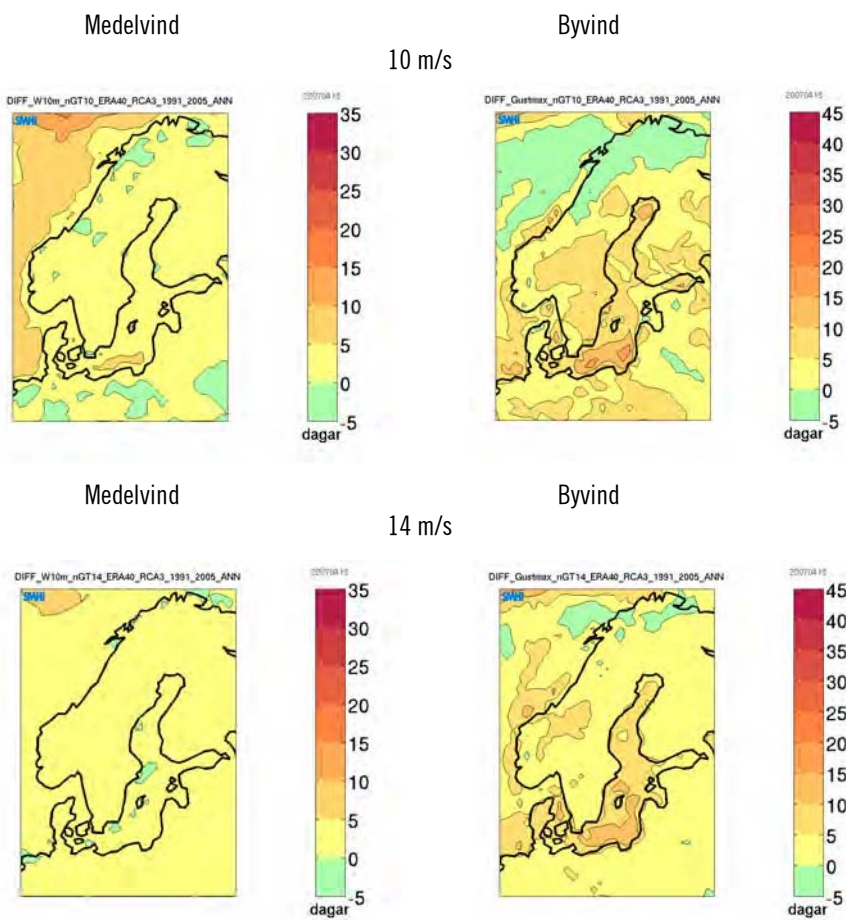 Medelvind Byvind
10 m/s
DIFF_W10m_nGT10_ERA40_RCA3_1991_2005_ANN
SMHI
35
30
25
20
15
10
5
0
-5
dagar
DIFF_Gustmax_nGT10_ERA40_RCA3_1991_2005_ANN
SMHI
45
40
35
30
25
20
15
10
5
0
-5
dagar
Medelvind Byvind
14 m/s
DIFF_W10m_nGT14_ERA40_RCA3_1991_2005_ANN
SMHI
35
30
25
20
15
10
5
0
-5
dagar
DIFF_Gustmax_nGT14_ERA40_RCA3_1991_2005_ANN
SMHI
45
40
35
30
25
20
15
10
5
0
-5
dagar